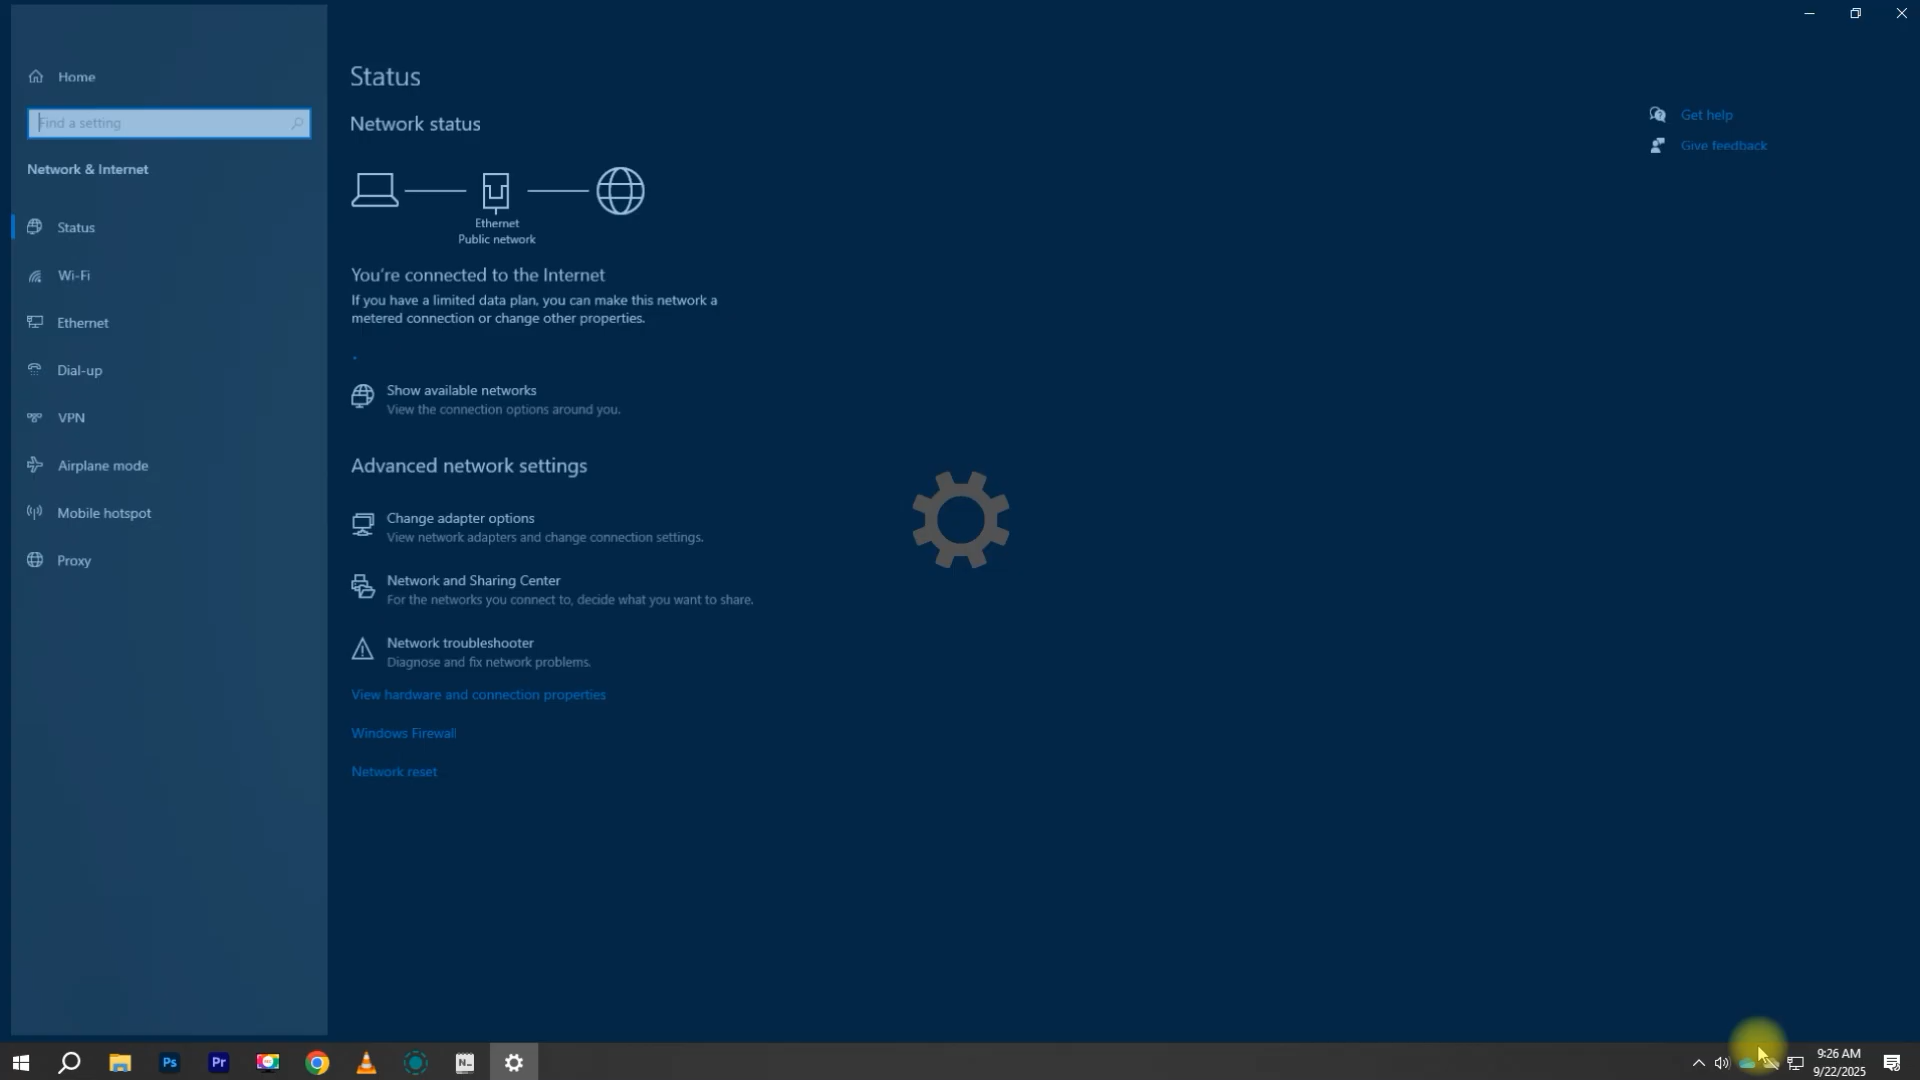 Home
Find a setting
Network & Internet
Status
Wi-Fi
Ethernet
Dial-up
VPN
Airplane mode
Mobile hotspot
Proxy
Status
Network status
Ethernet
Public network
You're connected to the Internet
If you have a limited data plan, you can make this network a
metered connection or change other properties.
Show available networks
View the connection options around you.
Advanced network settings
Change adapter options
View network adapters and change connection settings.
Network and Sharing Center
For the networks you connect to, decide what you want to share.
Network troubleshooter
Diagnose and fix network problems.
View hardware and connection properties
Windows Firewall
Network reset
Get help
Give feedback
Ps
Pr
N
9:26 AM
9/22/2025